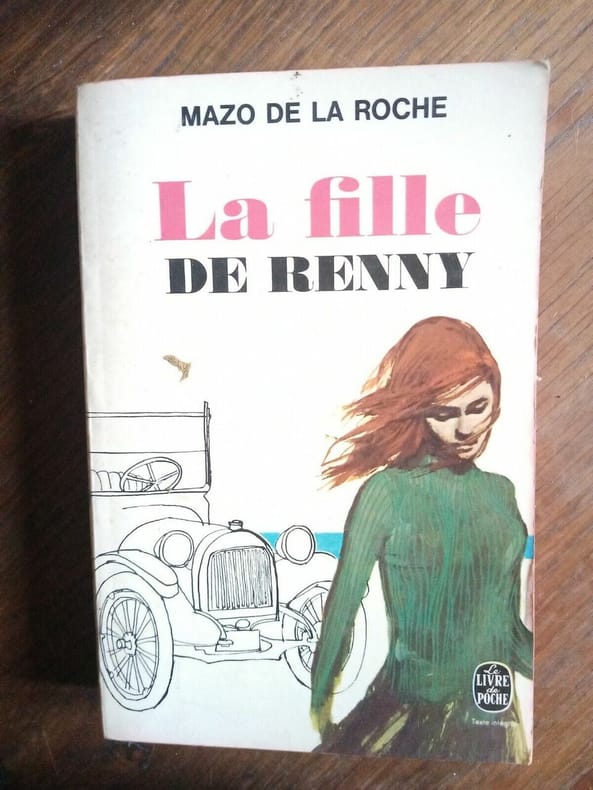 MAZO DE LA ROCHE
La fille
DE RENNY
Le
LIVRE
de
POCHE
Texte intégral